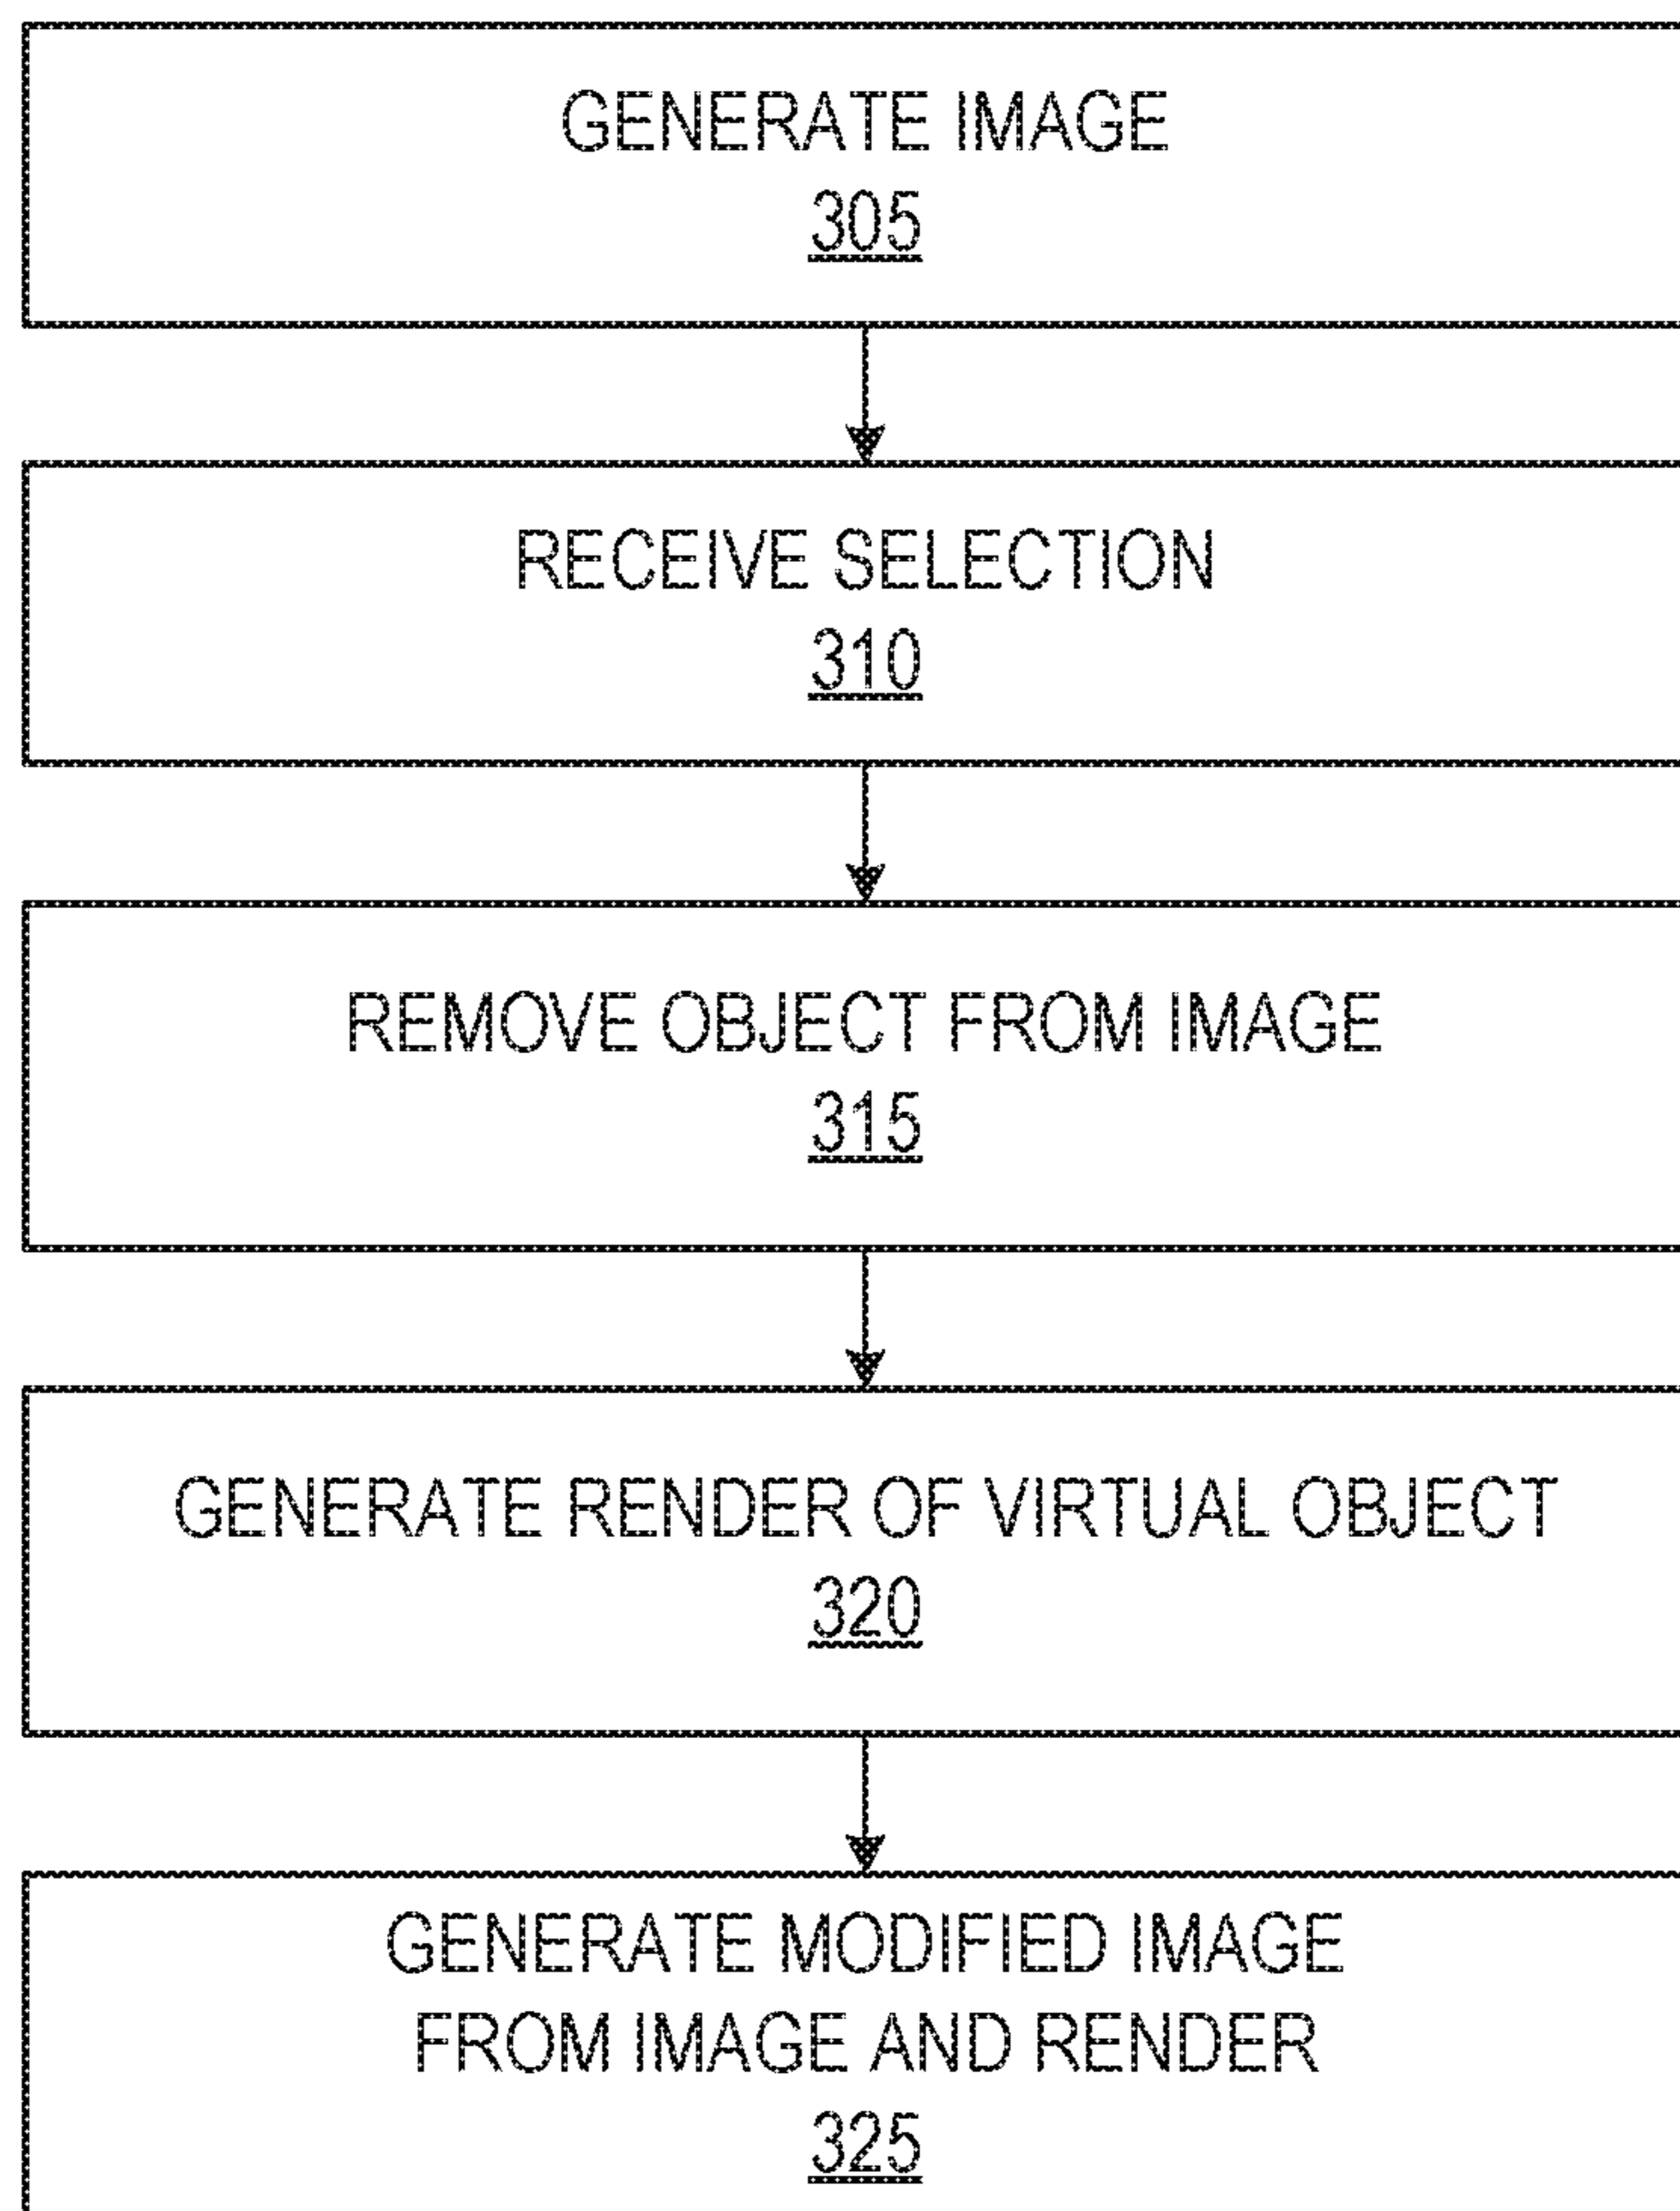 GENERATE IMAGE
305
RECEIVE SELECTION
310
REMOVE OBJECT FROM IMAGE
315
GENERATE RENDER OF VIRTUAL OBJECT
320
GENERATE MODIFIED IMAGE
FROM IMAGE AND RENDER
325